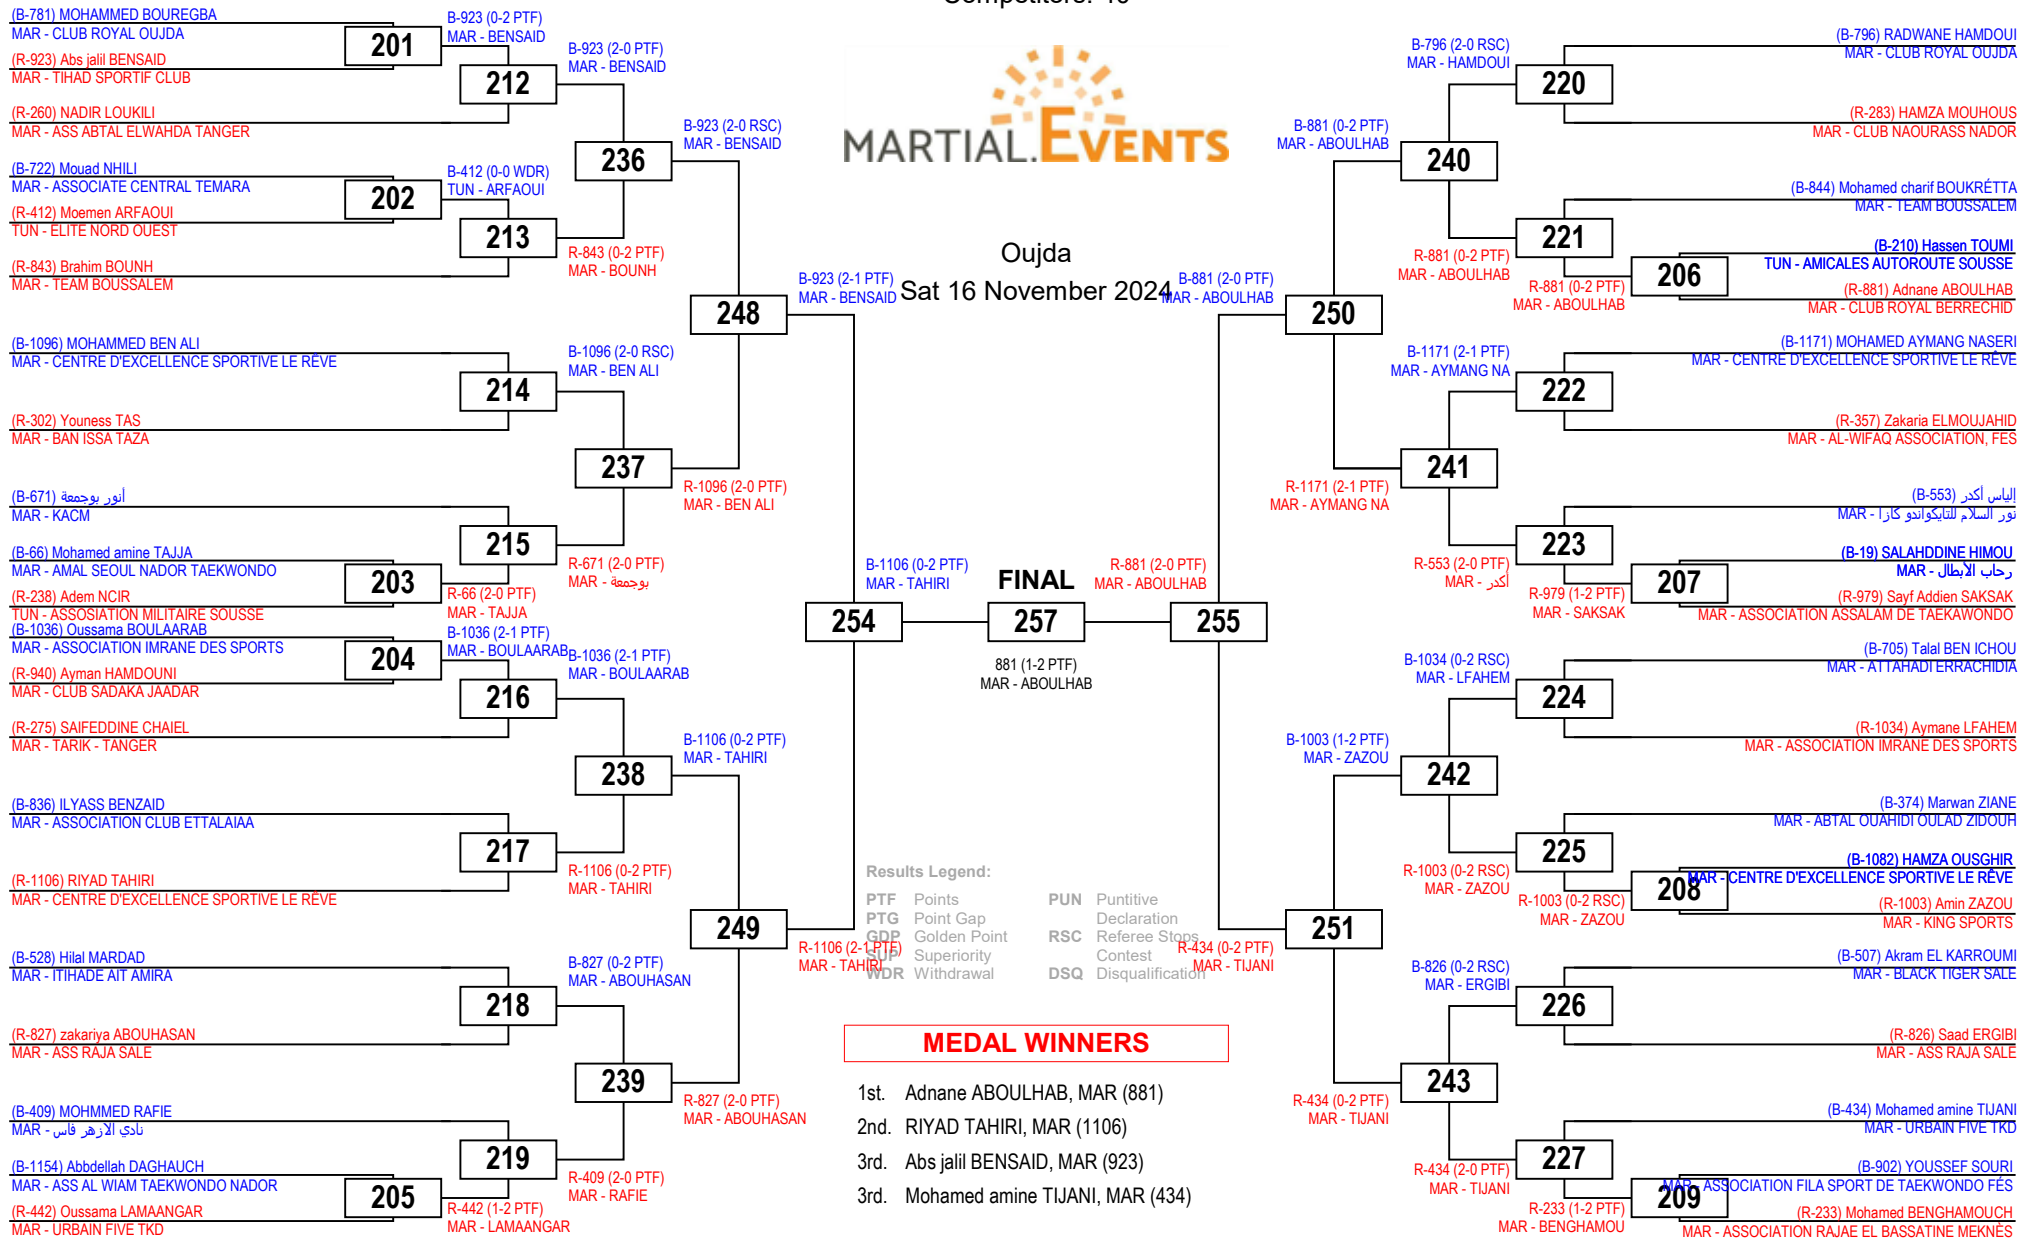 (B-781) MOHAMMED BOUREGBA
MAR - CLUB ROYAL OUJDA
(R-923) Abs jalil BENSAID
MAR - TIHAD SPORTIF CLUB
(R-260) NADIR LOUKILI
MAR - ASS ABTAL ELWAHDA TANGER
(B-722) Mouad NHILI
MAR - ASSOCIATE CENTRAL TEMARA
(R-412) Moemen ARFAOUI
TUN - ELITE NORD OUEST
(R-843) Brahim BOUNH
MAR - TEAM BOUSSALEM
(B-1096) MOHAMMED BEN ALI
MAR - CENTRE D'EXCELLENCE SPORTIVE LE RÊVE
(R-302) Youness TAS
MAR - BAN ISSA TAZA
(B-671) أنور بوجمعة
MAR - KACM
(B-66) Mohamed amine TAJJA
MAR - AMAL SEOUL NADOR TAEKWONDO
(R-238) Adem NCIR
TUN - ASSOSIATION MILITAIRE SOUSSE
(B-1036) Oussama BOULAARAB
MAR - ASSOCIATION IMRANE DES SPORTS
(R-940) Ayman HAMDOUNI
MAR - CLUB SADAKA JAADAR
(R-275) SAIFEDDINE CHAIEL
MAR - TARIK - TANGER
(B-836) ILYASS BENZAID
MAR - ASSOCIATION CLUB ETTALAIAA
(R-1106) RIYAD TAHIRI
MAR - CENTRE D'EXCELLENCE SPORTIVE LE RÊVE
(B-528) Hilal MARDAD
MAR - ITIHADE AIT AMIRA
(R-827) zakariya ABOUHASAN
MAR - ASS RAJA SALE
(B-409) MOHMMED RAFIE
MAR - نادي الازهر فاس
(B-1154) Abbdellah DAGHAUCH
MAR - ASS AL WIAM TAEKWONDO NADOR
(R-442) Oussama LAMAANGAR
MAR - URBAIN FIVE TKD
201
202
203
204
205
B-923 (0-2 PTF)
MAR - BENSAID
B-412 (0-0 WDR)
TUN - ARFAOUI
R-66 (2-0 PTF)
MAR - TAJJA
B-1036 (2-1 PTF)
MAR - BOULAARAB
R-442 (1-2 PTF)
MAR - LAMAANGAR
212
213
214
215
216
217
218
219
B-923 (2-0 PTF)
MAR - BENSAID
R-843 (0-2 PTF)
MAR - BOUNH
B-1096 (2-0 RSC)
MAR - BEN ALI
R-671 (2-0 PTF)
MAR - بوجمعة
B-1036 (2-1 PTF)
MAR - BOULAARAB
R-1106 (0-2 PTF)
MAR - TAHIRI
B-827 (0-2 PTF)
MAR - ABOUHASAN
R-409 (2-0 PTF)
MAR - RAFIE
236
237
238
239
B-923 (2-0 RSC)
MAR - BENSAID
R-1096 (2-0 PTF)
MAR - BEN ALI
B-1106 (0-2 PTF)
MAR - TAHIRI
R-827 (2-0 PTF)
MAR - ABOUHASAN
248
249
B-923 (2-1 PTF)
MAR - BENSAID
R-1106 (2-1 PTF)
MAR - TAHIRI
254
B-1106 (0-2 PTF)
MAR - TAHIRI
MARTIAL.EVENTS
Oujda
Sat 16 November 2024
FINAL
257
881 (1-2 PTF)
MAR - ABOULHAB
R-881 (2-0 PTF)
MAR - ABOULHAB
255
B-881 (2-0 PTF)
MAR - ABOULHAB
R-434 (0-2 PTF)
MAR - TIJANI
250
251
B-881 (0-2 PTF)
MAR - ABOULHAB
R-1171 (2-1 PTF)
MAR - AYMANG NA
B-1003 (1-2 PTF)
MAR - ZAZOU
R-434 (0-2 PTF)
MAR - TIJANI
240
241
242
243
B-796 (2-0 RSC)
MAR - HAMDOUI
R-881 (0-2 PTF)
MAR - ABOULHAB
B-1171 (2-1 PTF)
MAR - AYMANG NA
R-553 (2-0 PTF)
MAR - أكدر
B-1034 (0-2 RSC)
MAR - LFAHEM
R-1003 (0-2 RSC)
MAR - ZAZOU
B-826 (0-2 RSC)
MAR - ERGIBI
R-434 (2-0 PTF)
MAR - TIJANI
220
221
222
223
224
225
226
227
R-881 (0-2 PTF)
MAR - ABOULHAB
R-979 (1-2 PTF)
MAR - SAKSAK
R-1003 (0-2 RSC)
MAR - ZAZOU
R-233 (1-2 PTF)
MAR - BENGHAMOU
206
207
208
209
(B-796) RADWANE HAMDOUI
MAR - CLUB ROYAL OUJDA
(R-283) HAMZA MOUHOUS
MAR - CLUB NAOURASS NADOR
(B-844) Mohamed charif BOUKRÉTTA
MAR - TEAM BOUSSALEM
(B-210) Hassen TOUMI
TUN - AMICALES AUTOROUTE SOUSSE
(R-881) Adnane ABOULHAB
MAR - CLUB ROYAL BERRECHID
(B-1171) MOHAMED AYMANG NASERI
MAR - CENTRE D'EXCELLENCE SPORTIVE LE RÊVE
(R-357) Zakaria ELMOUJAHID
MAR - AL-WIFAQ ASSOCIATION, FES
(B-553) إلياس أكدر
MAR - نور السلام للتايكواندو كازا
(B-19) SALAHDDINE HIMOU
MAR - رحاب الأبطال
(R-979) Sayf Addien SAKSAK
MAR - ASSOCIATION ASSALAM DE TAEKAWONDO
(B-705) Talal BEN ICHOU
MAR - ATTAHADI ERRACHIDIA
(R-1034) Aymane LFAHEM
MAR - ASSOCIATION IMRANE DES SPORTS
(B-374) Marwan ZIANE
MAR - ABTAL OUAHIDI OULAD ZIDOUH
(B-1082) HAMZA OUSGHIR
MAR - CENTRE D'EXCELLENCE SPORTIVE LE RÊVE
(R-1003) Amin ZAZOU
MAR - KING SPORTS
(B-507) Akram EL KARROUMI
MAR - BLACK TIGER SALE
(R-826) Saad ERGIBI
MAR - ASS RAJA SALE
(B-434) Mohamed amine TIJANI
MAR - URBAIN FIVE TKD
(B-902) YOUSSEF SOURI
MAR - ASSOCIATION FILA SPORT DE TAEKWONDO FÉS
(R-233) Mohamed BENGHAMOUCH
MAR - ASSOCIATION RAJAE EL BASSATINE MEKNÈS
Results Legend:
PTF Points
PTG Point Gap
GDP Golden Point
SUP Superiority
WDR Withdrawal
PUN Puntitive
Declaration
RSC Referee Stops
Contest
DSQ Disqualification
MEDAL WINNERS
1st. Adnane ABOULHAB, MAR (881)
2nd. RIYAD TAHIRI, MAR (1106)
3rd. Abs jalil BENSAID, MAR (923)
3rd. Mohamed amine TIJANI, MAR (434)